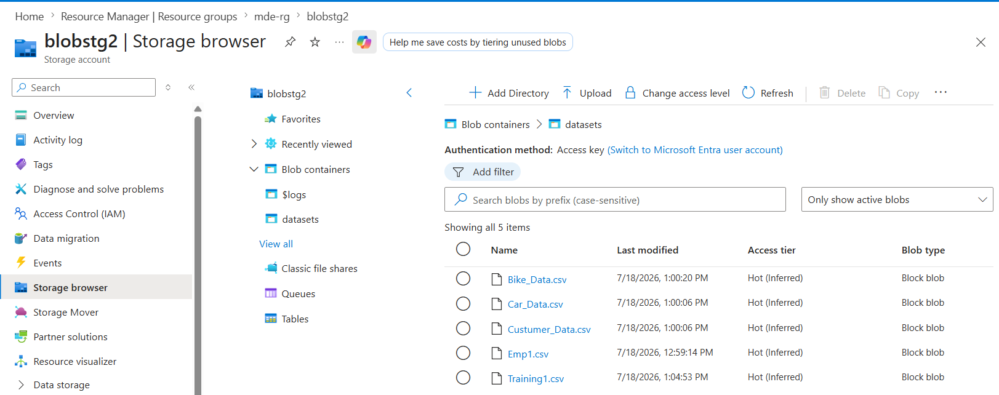 Home > Resource Manager | Resource groups > mde-rg > blobstg2
blobstg2 | Storage browser
Help me save costs by tiering unused blobs
Storage account
Search
Overview
Activity log
Tags
Diagnose and solve problems
Access Control (IAM)
Data migration
Events
Storage browser
Storage Mover
Partner solutions
Resource visualizer
Data storage
blobstg2
Favorites
Recently viewed
Blob containers
$logs
datasets
View all
Classic file shares
Queues
Tables
Add Directory Upload Change access level Refresh Delete Copy
Blob containers > datasets
Authentication method: Access key (Switch to Microsoft Entra user account)
Add filter
Search blobs by prefix (case-sensitive) Only show active blobs
Showing all 5 items
Name Last modified Access tier Blob type
Bike_Data.csv 7/18/2026, 1:00:20 PM Hot (Inferred) Block blob
Car_Data.csv 7/18/2026, 1:00:06 PM Hot (Inferred) Block blob
Custumer_Data.csv 7/18/2026, 1:00:06 PM Hot (Inferred) Block blob
Emp1.csv 7/18/2026, 12:59:14 PM Hot (Inferred) Block blob
Training1.csv 7/18/2026, 1:04:53 PM Hot (Inferred) Block blob